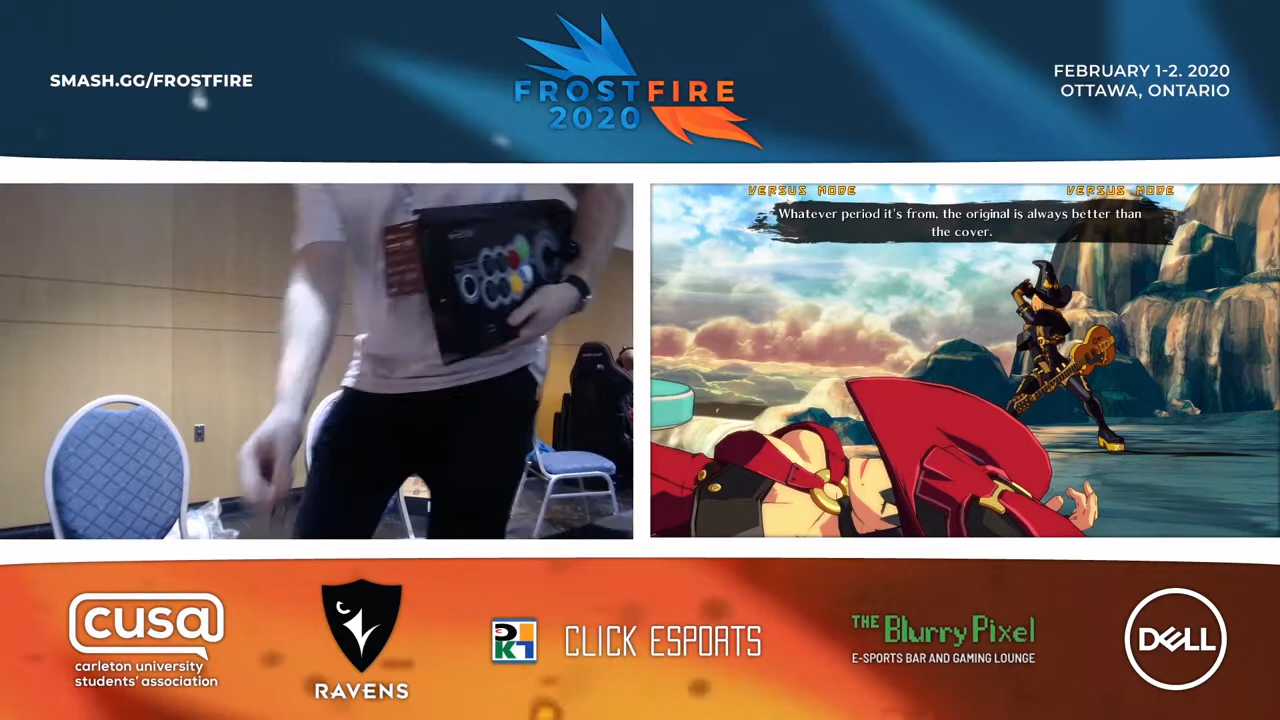 SMASH.GG/FROSTFIRE
FROSTFIRE
2020
FEBRUARY 1-2. 2020
OTTAWA, ONTARIO
VERSUS MODE
VERSUS MODE
Whatever period it's from, the original is always better than
the cover.
cusa
carleton university
students' association
RAVENS
CLICK ESPORTS
THE Blurry Pixel
E-SPORTS BAR AND GAMING LOUNGE
DELL